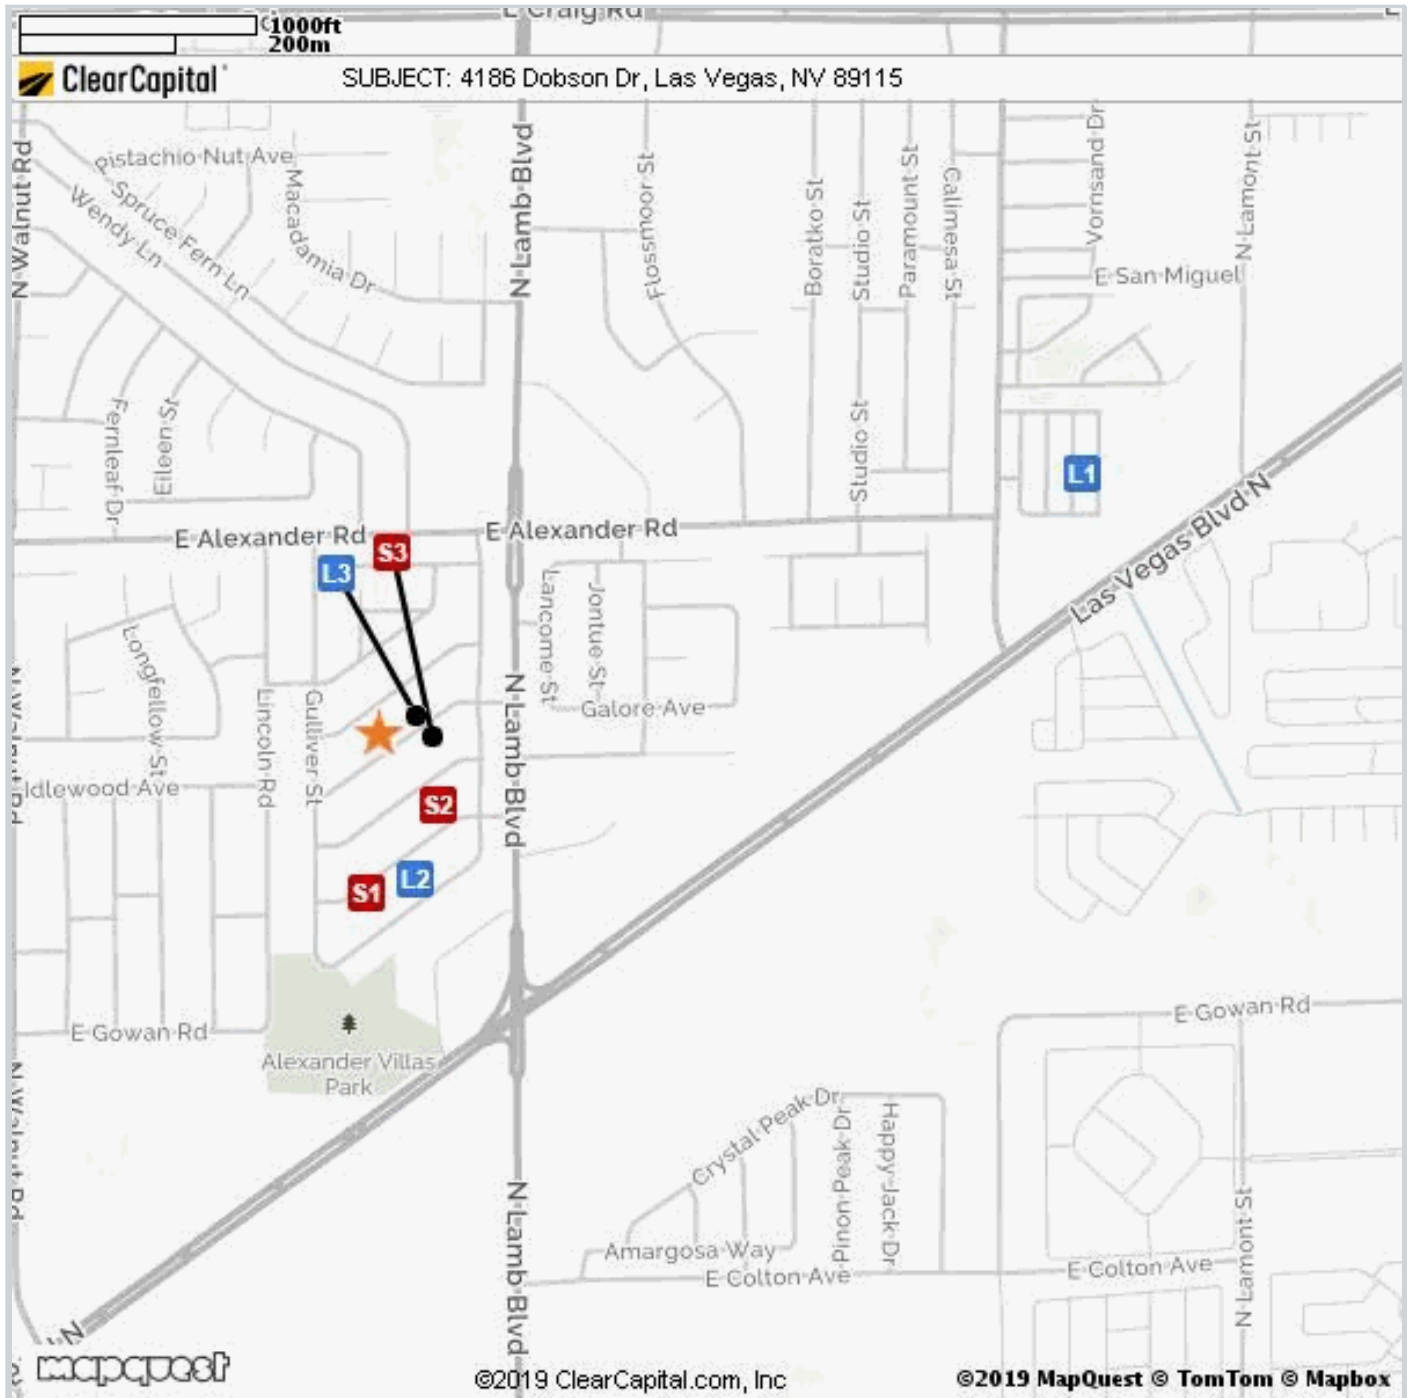 E Craig Rd
1000ft
200m
ClearCapital
SUBJECT: 4186 Dobson Dr, Las Vegas, NV 89115
N Walnut Rd
Pistachio Nut Ave
Macadamia Dr
Spruce Fern Ln
Wendy Ln
N Lamb Blvd
Flossmoor St
Boratko St
Studio St
Paramount St
Calimesa St
Vornsand Dr
N Lamont St
E San Miguel
Fernleaf Dr
Eileen St
Studio St
L1
Las Vegas Blvd N
E Alexander Rd
E Alexander Rd
S3
L3
Longfellow St
Lincoln Rd
Gulliver St
Lancome St
Jontue St
Galore Ave
N Lamb Blvd
Idlewood Ave
S2
L2
S1
E Gowan Rd
Alexander Villas
Park
E Gowan Rd
N Walnut Rd
Crystal Peak Dr
Pinon Peak Dr
Happy Jack Dr
Amargosa Way
E Colton Ave
E Colton Ave
N Lamont St
N Lamb Blvd
mapquest
©2019 ClearCapital.com, Inc
©2019 MapQuest © TomTom © Mapbox